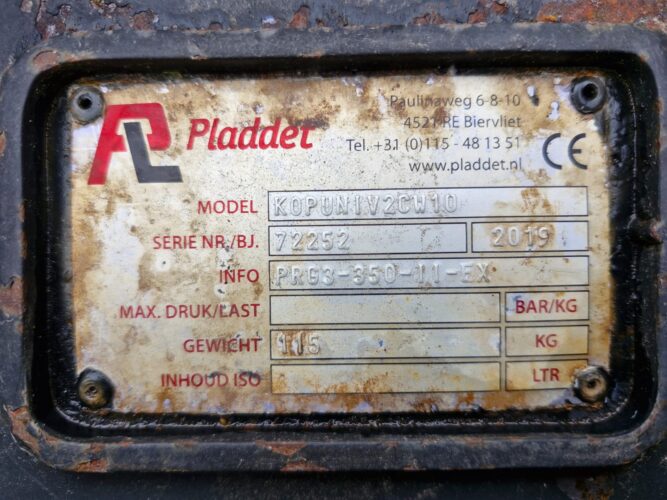 PL Pladdet
Paulinaweg 6-8-10
4521 RE Biervliet
Tel. +31 (0)115 - 48 13 51
www.pladdet.nl
CE
MODEL KOPUNIV2CW10
SERIE NR./BJ. 72252 2019
INFO PRG3-350-11-EX
MAX. DRUK/LAST BAR/KG
GEWICHT 115 KG
INHOUD ISO LTR